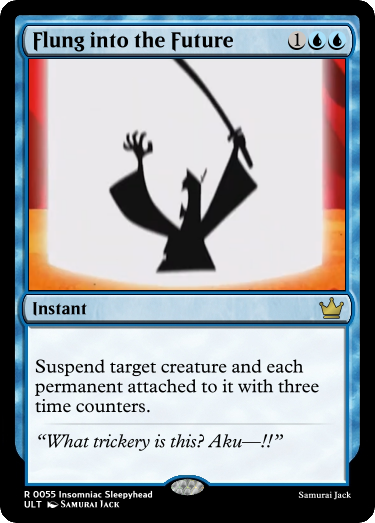 Flung into the Future 1
Instant
Suspend target creature and each
permanent attached to it with three
time counters.
“What trickery is this? Aku—!!”
R 0055 Insomniac Sleepyhead
ULT Samurai Jack Samurai Jack